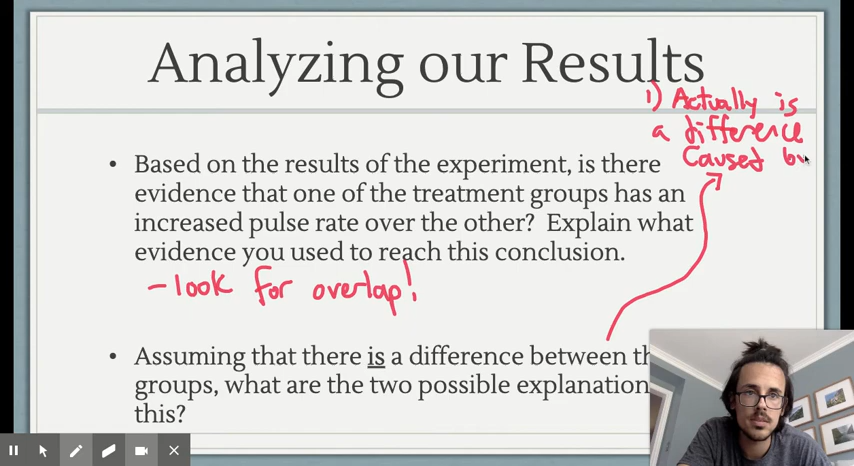 Analyzing our Results
1) Actually is
a difference
Caused by
• Based on the results of the experiment, is there
evidence that one of the treatment groups has an
increased pulse rate over the other? Explain what
evidence you used to reach this conclusion.
- look for overlap!
• Assuming that there is a difference between
groups, what are the two possible explanation
this?